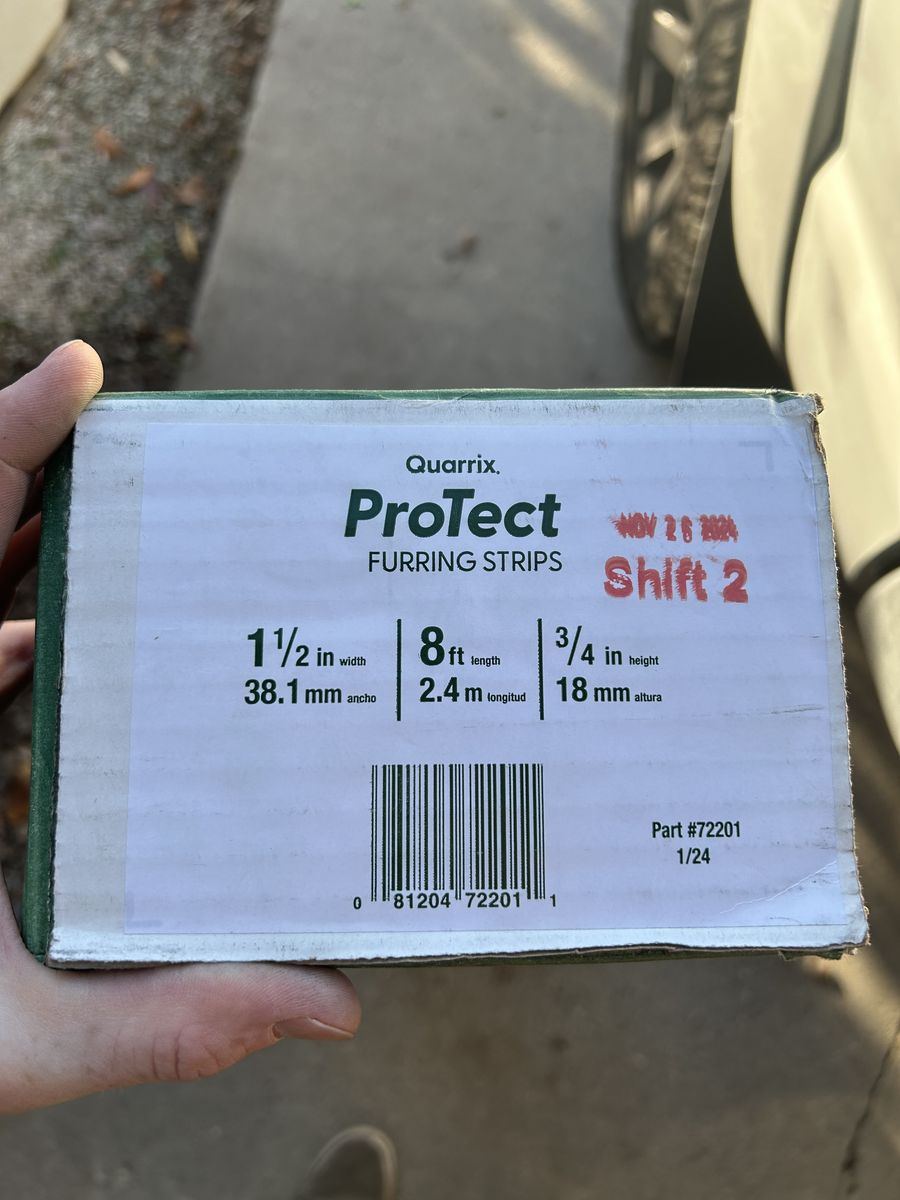 Quarrix.
ProTect
FURRING STRIPS
NOV 26 2024
Shift 2
1 1/2 in width
38.1 mm ancho
8 ft length
2.4 m longitud
3/4 in height
18 mm altura
Part #72201
1/24
0 81204 72201 1